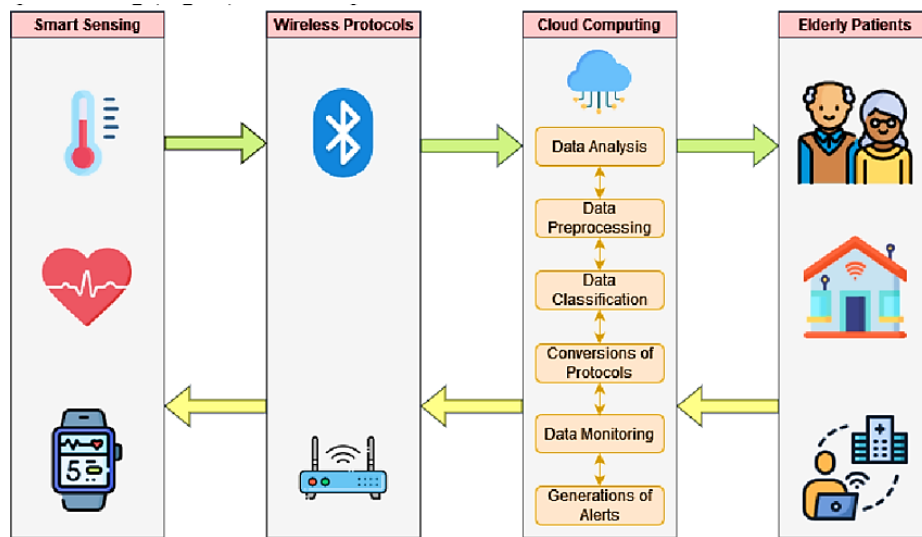 Smart Sensing
Wireless Protocols
Cloud Computing
Elderly Patients
Data Analysis
Data
Preprocessing
Data
Classification
Conversions of
Protocols
Data Monitoring
Generations of
Alerts
5